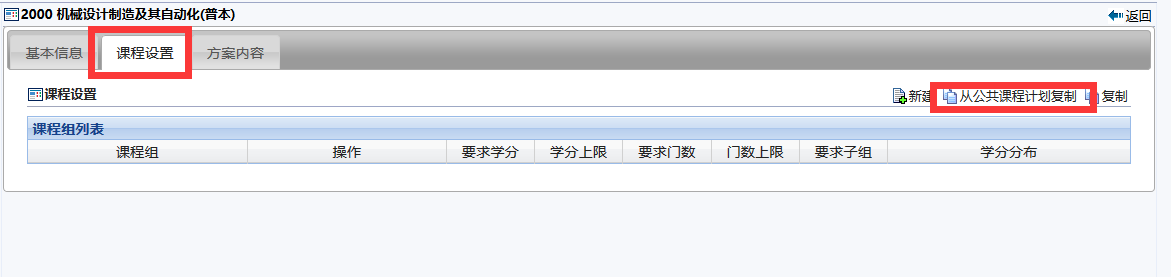 2000 机械设计制造及其自动化(普本) 返回
基本信息 课程设置 方案内容
课程设置 新建 从公共课程计划复制 复制
课程组列表
课程组 操作 要求学分 学分上限 要求门数 门数上限 要求子组 学分分布